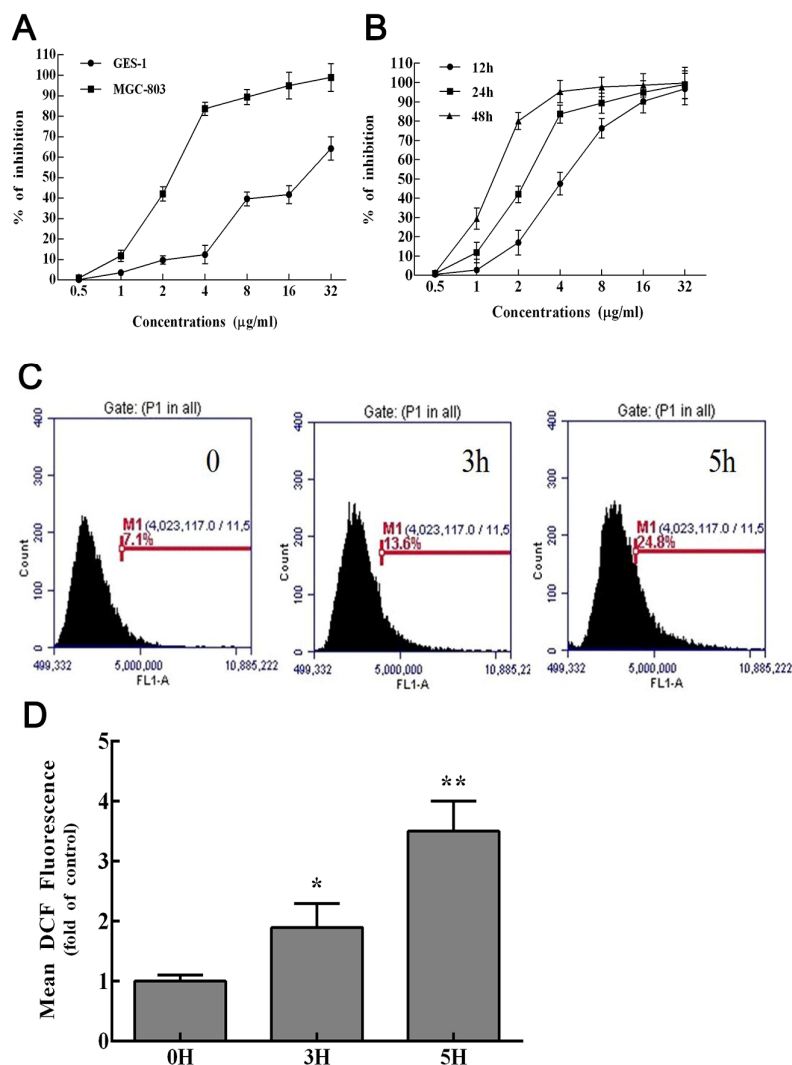 A
GES-1
MGC-803
% of inhibition
110
100
90
80
70
60
50
40
30
20
10
0
0.5 1 2 4 8 16 32
Concentrations (µg/ml)
B
12h
24h
48h
% of inhibition
110
100
90
80
70
60
50
40
30
20
10
0
0.5 1 2 4 8 16 32
Concentrations (µg/ml)
C
Gate: (P1 in all)
0
M1 (4,023,117.0 / 11,5
7.1%
Count
400
300
200
100
0
499,332 5,000,000 10,885,222
FL1-A
Gate: (P1 in all)
3h
M1 (4,023,117.0 / 11,5
13.6%
Count
400
300
200
100
0
499,332 5,000,000 10,885,22
FL1-A
Gate: (P1 in all)
5h
M1 (4,023,117.0 / 11,5
24.8%
Count
400
300
200
100
0
499,332 5,000,000 10,885,222
FL1-A
D
Mean DCF Fluorescence
(fold of control)
5
4
3
2
1
0
*
**
0H 3H 5H